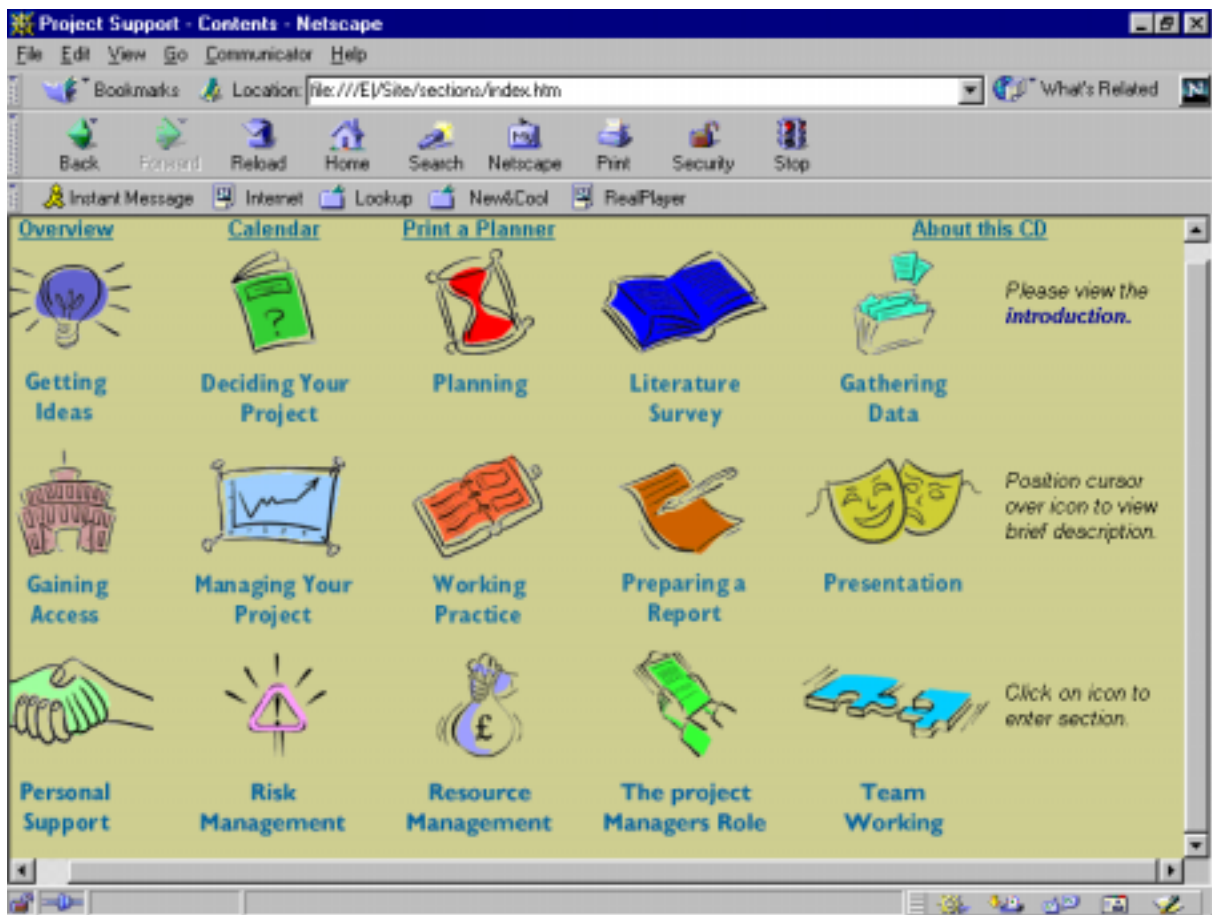 Project Support - Contents - Netscape
File Edit View Go Communicator Help
Bookmarks Location: file:///E|/Site/sections/index.htm What's Related N
Back Forward Reload Home Search Netscape Print Security Stop
My
Instant Message Internet Lookup New&Cool RealPlayer
Overview Calendar Print a Planner About this CD
?
Please view the
introduction.
Getting Deciding Your Planning Literature Gathering
Ideas Project Survey Data
Position cursor
over icon to view
brief description.
Gaining Managing Your Working Preparing a Presentation
Access Project Practice Report
!
£
Click on icon to
enter section.
Personal Risk Resource The project Team
Support Management Management Managers Role Working